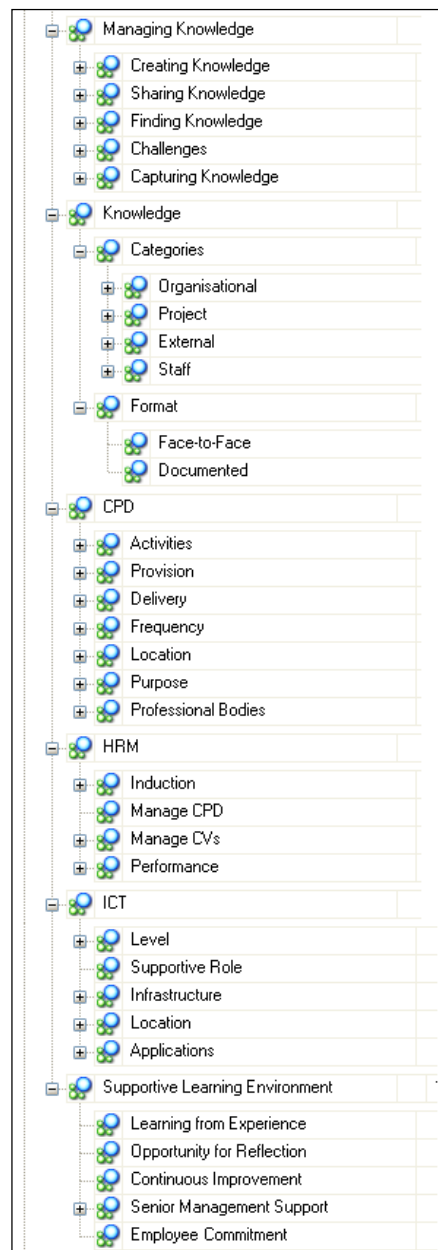 Managing Knowledge
Creating Knowledge
Sharing Knowledge
Finding Knowledge
Challenges
Capturing Knowledge
Knowledge
Categories
Organisational
Project
External
Staff
Format
Face-to-Face
Documented
CPD
Activities
Provision
Delivery
Frequency
Location
Purpose
Professional Bodies
HRM
Induction
Manage CPD
Manage CVs
Performance
ICT
Level
Supportive Role
Infrastructure
Location
Applications
Supportive Learning Environment
Learning from Experience
Opportunity for Reflection
Continuous Improvement
Senior Management Support
Employee Commitment